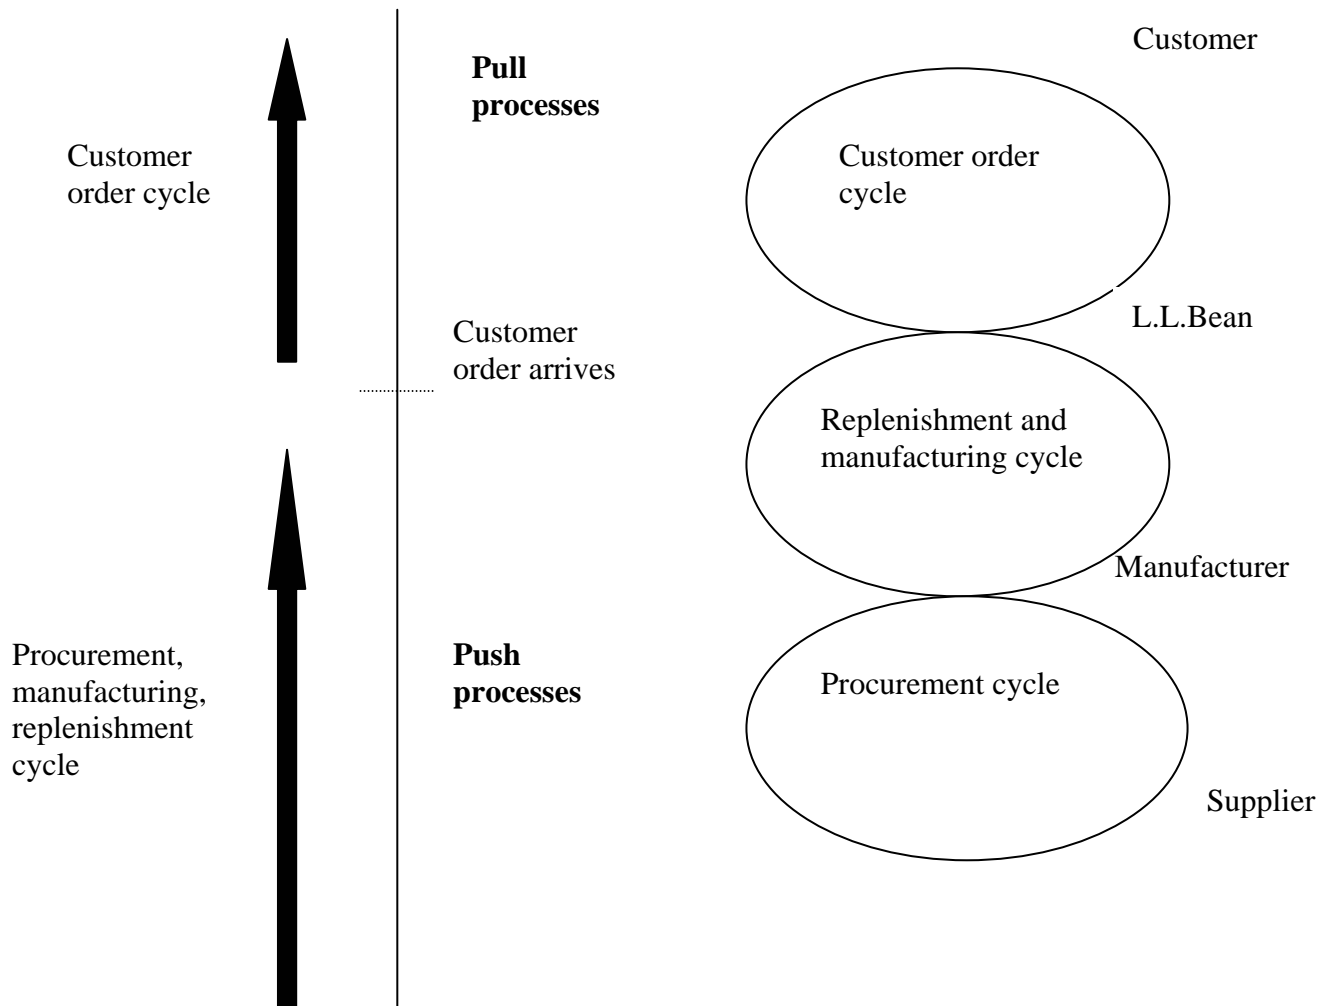 Customer
Pull
processes
Customer
order cycle
Customer order
cycle
L.L.Bean
Customer
order arrives
Replenishment and
manufacturing cycle
Manufacturer
Procurement,
manufacturing,
replenishment
cycle
Push
processes
Procurement cycle
Supplier